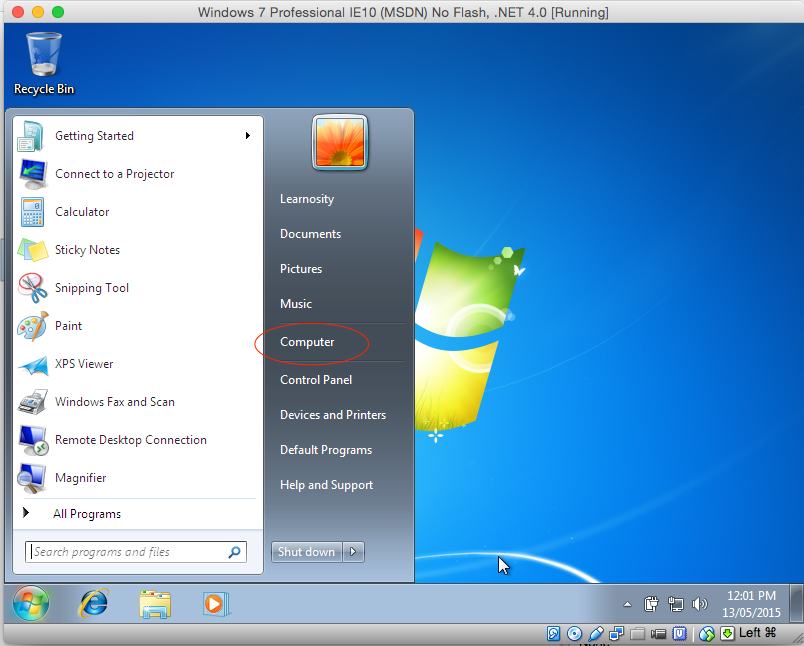 Windows 7 Professional IE10 (MSDN) No Flash, .NET 4.0 [Running]
Recycle Bin
Getting Started
Connect to a Projector
Calculator
Sticky Notes
Snipping Tool
Paint
XPS Viewer
Windows Fax and Scan
Remote Desktop Connection
Magnifier
All Programs
Search programs and files
Learnosity
Documents
Pictures
Music
Computer
Control Panel
Devices and Printers
Default Programs
Help and Support
Shut down
12:01 PM
13/05/2015
Left ⌘